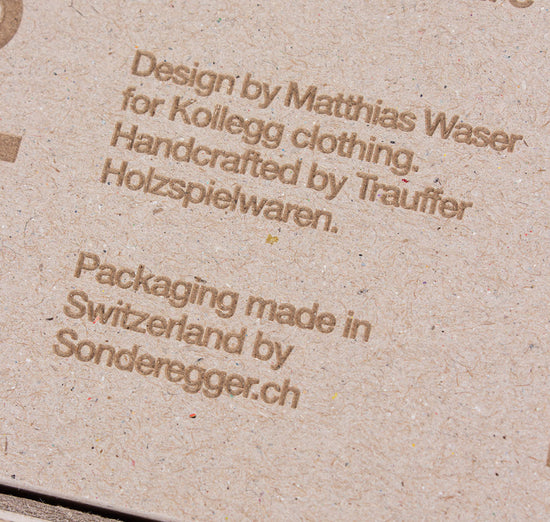 Design by Matthias Waser
for Kollegg clothing.
Handcrafted by Trauffer
Holzspielwaren.
Packaging made in
Switzerland by
Sonderegger.ch